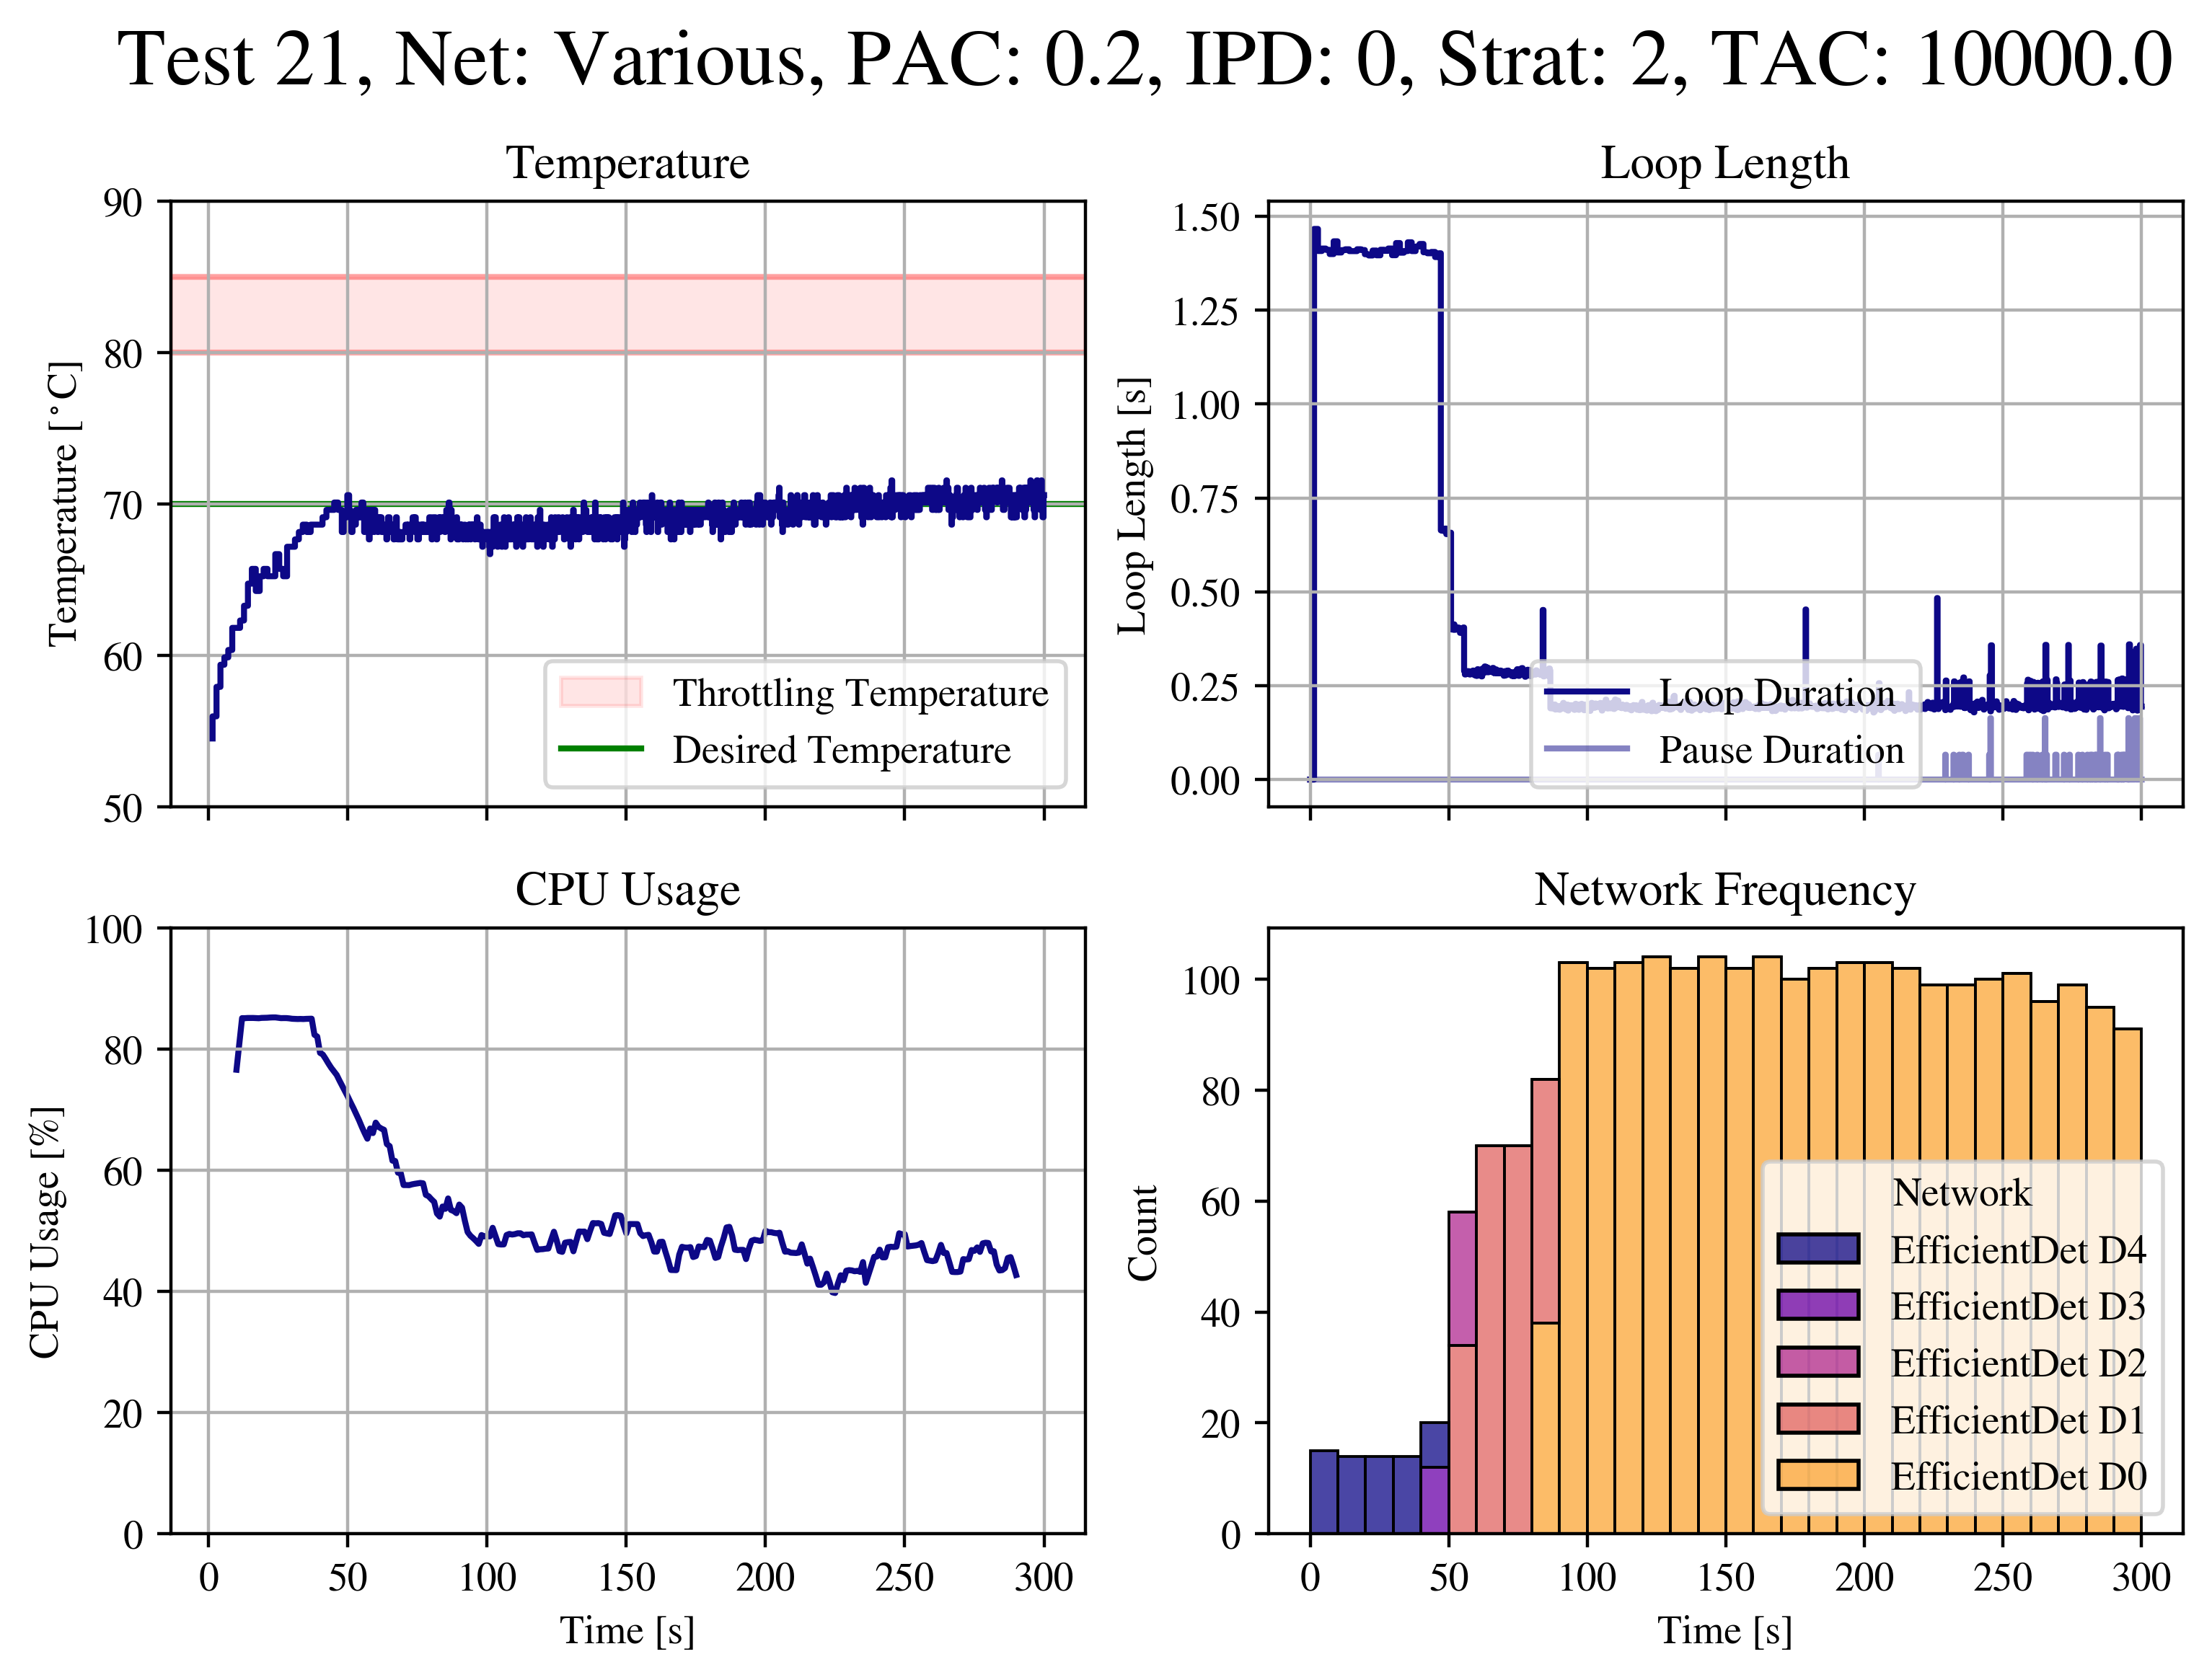 Test 21, Net: Various, PAC: 0.2, IPD: 0, Strat: 2, TAC: 10000.0
Temperature
90
80
70
60
50
Temperature [°C]
Throttling Temperature
Desired Temperature
Loop Length
1.50
1.25
1.00
0.75
0.50
0.25
0.00
Loop Length [s]
Loop Duration
Pause Duration
CPU Usage
100
80
60
40
20
0
CPU Usage [%]
0 50 100 150 200 250 300
Time [s]
Network Frequency
100
80
60
40
20
0
Count
Network
EfficientDet D4
EfficientDet D3
EfficientDet D2
EfficientDet D1
EfficientDet D0
0 50 100 150 200 250 300
Time [s]